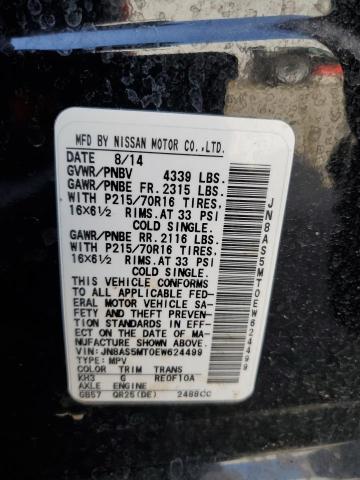 MFD BY NISSAN MOTOR CO.,LTD.
DATE 8/14
GVWR/PNBV 4339 LBS.
GAWR/PNBE FR. 2315 LBS.
WITH P215/70R16 TIRES,
16X6½ RIMS.AT 33 PSI
COLD SINGLE.
GAWR/PNBE RR. 2116 LBS.
WITH P215/70R16 TIRES,
16X6½ RIMS.AT 33 PSI
COLD SINGLE.
THIS VEHICLE CONFORMS
TO ALL APPLICABLE FED-
ERAL MOTOR VEHICLE SA-
FETY AND THEFT PREV-
ENTION STANDARDS IN EFF-
ECT ON THE DATE OF MA-
NUFACTURE SHOWN ABOVE.
VIN:JN8AS5MT0EW624499
TYPE: MPV
COLOR TRIM TRANS
KH3 G RE0F10A
AXLE ENGINE
GB57 QR25(DE) 2488CC
JN8AS5MT0EW624499